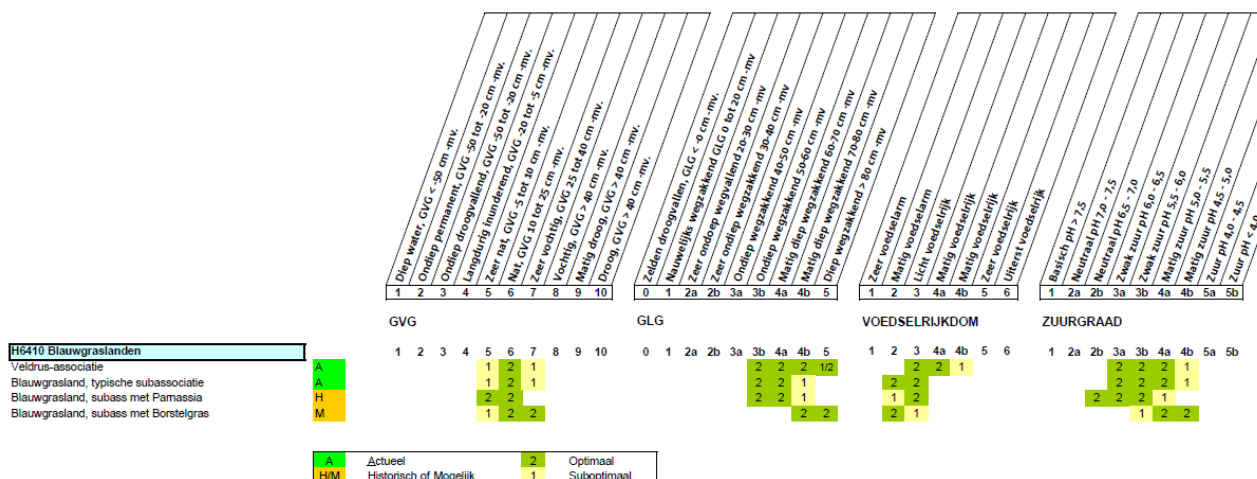 Diep water, GVG < -50 cm -mv.
Ondiep permanent, GVG -50 tot -20 cm -mv.
Ondiep droogvallend, GVG -50 tot -20 cm -mv.
Langdurig inunderend, GVG -20 tot -5 cm -mv.
Zeer nat, GVG -5 tot 10 cm -mv.
Nat, GVG 10 tot 25 cm -mv.
Zeer vochtig, GVG 25 tot 40 cm -mv.
Vochtig, GVG > 40 cm -mv.
Matig droog, GVG > 40 cm -mv.
Droog, GVG > 40 cm -mv.
Zelden droogvallen, GLG < -0 cm -mv.
Nauwelijks wegzakkend GLG 0 tot 20 cm -mv
Zeer ondoep wegvallend 20-30 cm -mv
Zeer ondiep wegzakkend 30-40 cm -mv
Ondiep wegzakkend 40-50 cm -mv
Ondiep wegzakkend 50-60 cm -mv
Matig diep wegzakkend 60-70 cm -mv
Matig diep wegzakkend 70-80 cm -mv
Diep wegzakkend > 80 cm -mv
Zeer voedselarm
Matig voedselarm
Licht voedselrijk
Matig voedselrijk
Matig voedselrijk
Zeer voedselrijk
Uiterst voedselrijk
Basisch pH > 7,5
Neutraal pH 7,0 - 7,5
Neutraal pH 6,5 - 7,0
Zwak zuur pH 6,0 - 6,5
Zwak zuur pH 5,5 - 6,0
Matig zuur pH 5,0 - 5,5
Matig zuur pH 4,5 - 5,0
Zuur pH 4,0 - 4,5
Zuur pH < 4,0
1 2 3 4 5 6 7 8 9 10 0 1 2a 2b 3a 3b 4a 4b 5 1 2 3 4a 4b 5 6 1 2a 2b 3a 3b 4a 4b 5a 5b
GVG GLG VOEDSELRIJKDOM ZUURGRAAD
H6410 Blauwgraslanden 1 2 3 4 5 6 7 8 9 10 0 1 2a 2b 3a 3b 4a 4b 5 1 2 3 4a 4b 5 6 1 2a 2b 3a 3b 4a 4b 5a 5b
Veldrus-associatie A 1 2 1 2 2 2 1/2 2 2 1 2 2 2 1
Blauwgrasland, typische subassociatie A 1 2 1 2 2 1 2 2 2 2 2 1
Blauwgrasland, subass met Parnassia H 2 2 2 2 1 1 2 2 2 2 1
Blauwgrasland, subass met Borstelgras M 1 2 2 2 2 2 1 1 2 2
A Actueel 2 Optimaal
H/M Historisch of Mogelijk 1 Suboptimaal